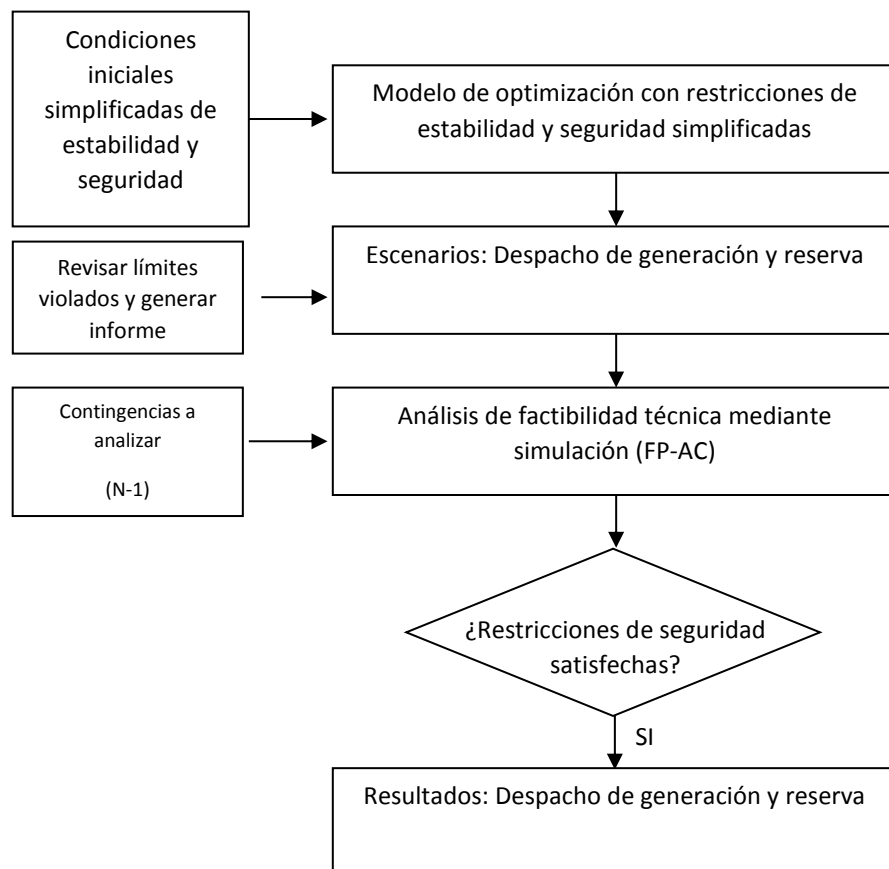 Condiciones
iniciales
simplificadas de
estabilidad y
seguridad
Modelo de optimización con restricciones de
estabilidad y seguridad simplificadas
Revisar límites
violados y generar
informe
Escenarios: Despacho de generación y reserva
Contingencias a
analizar
(N-1)
Análisis de factibilidad técnica mediante
simulación (FP-AC)
¿Restricciones de seguridad
satisfechas?
SI
Resultados: Despacho de generación y reserva